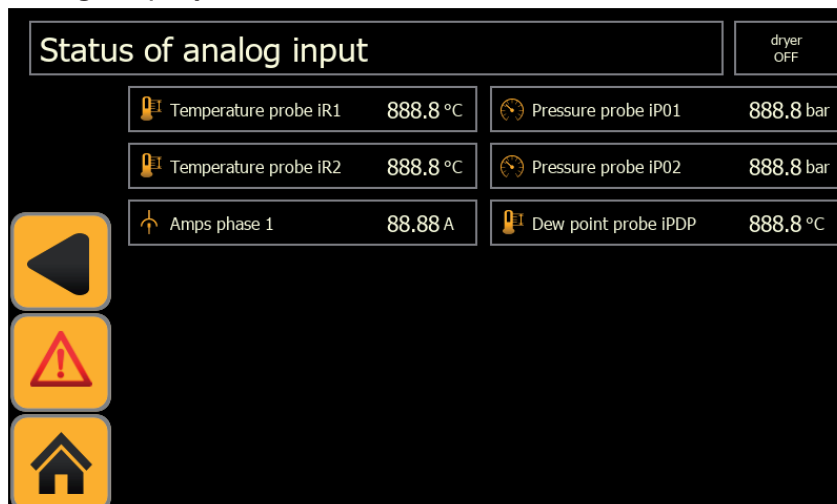 Status of analog input
dryer
OFF
Temperature probe iR1 888.8 °C
Pressure probe iP01 888.8 bar
Temperature probe iR2 888.8 °C
Pressure probe iP02 888.8 bar
Amps phase 1 88.88 A
Dew point probe iPDP 888.8 °C